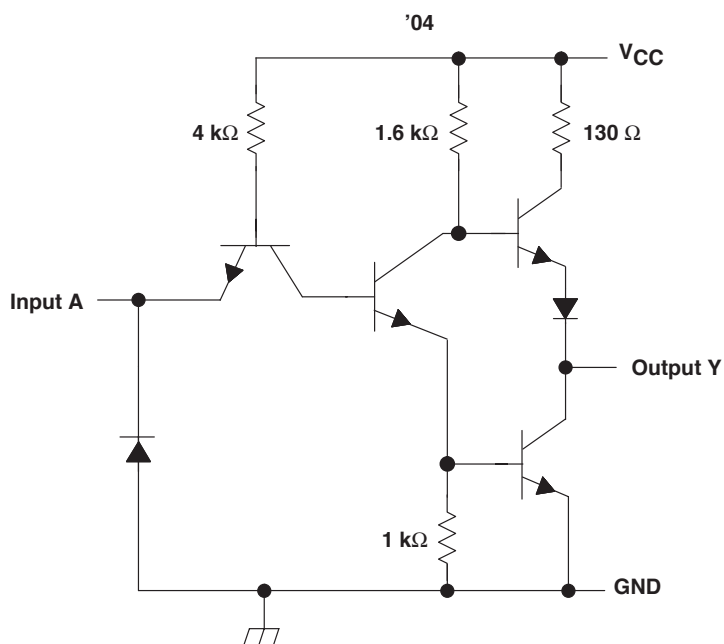 ’04
VCC
4 kΩ
1.6 kΩ
130 Ω
Input A
Output Y
1 kΩ
GND